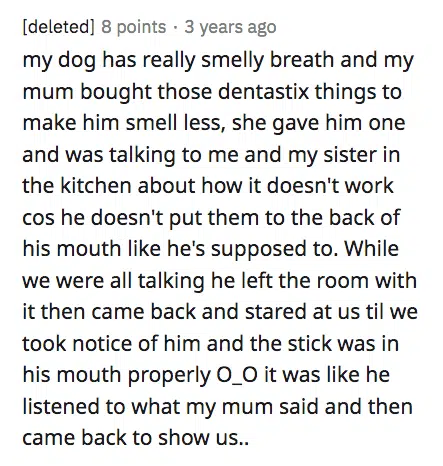 [deleted] 8 points · 3 years ago
my dog has really smelly breath and my
mum bought those dentastix things to
make him smell less, she gave him one
and was talking to me and my sister in
the kitchen about how it doesn't work
cos he doesn't put them to the back of
his mouth like he's supposed to. While
we were all talking he left the room with
it then came back and stared at us til we
took notice of him and the stick was in
his mouth properly O_O it was like he
listened to what my mum said and then
came back to show us..